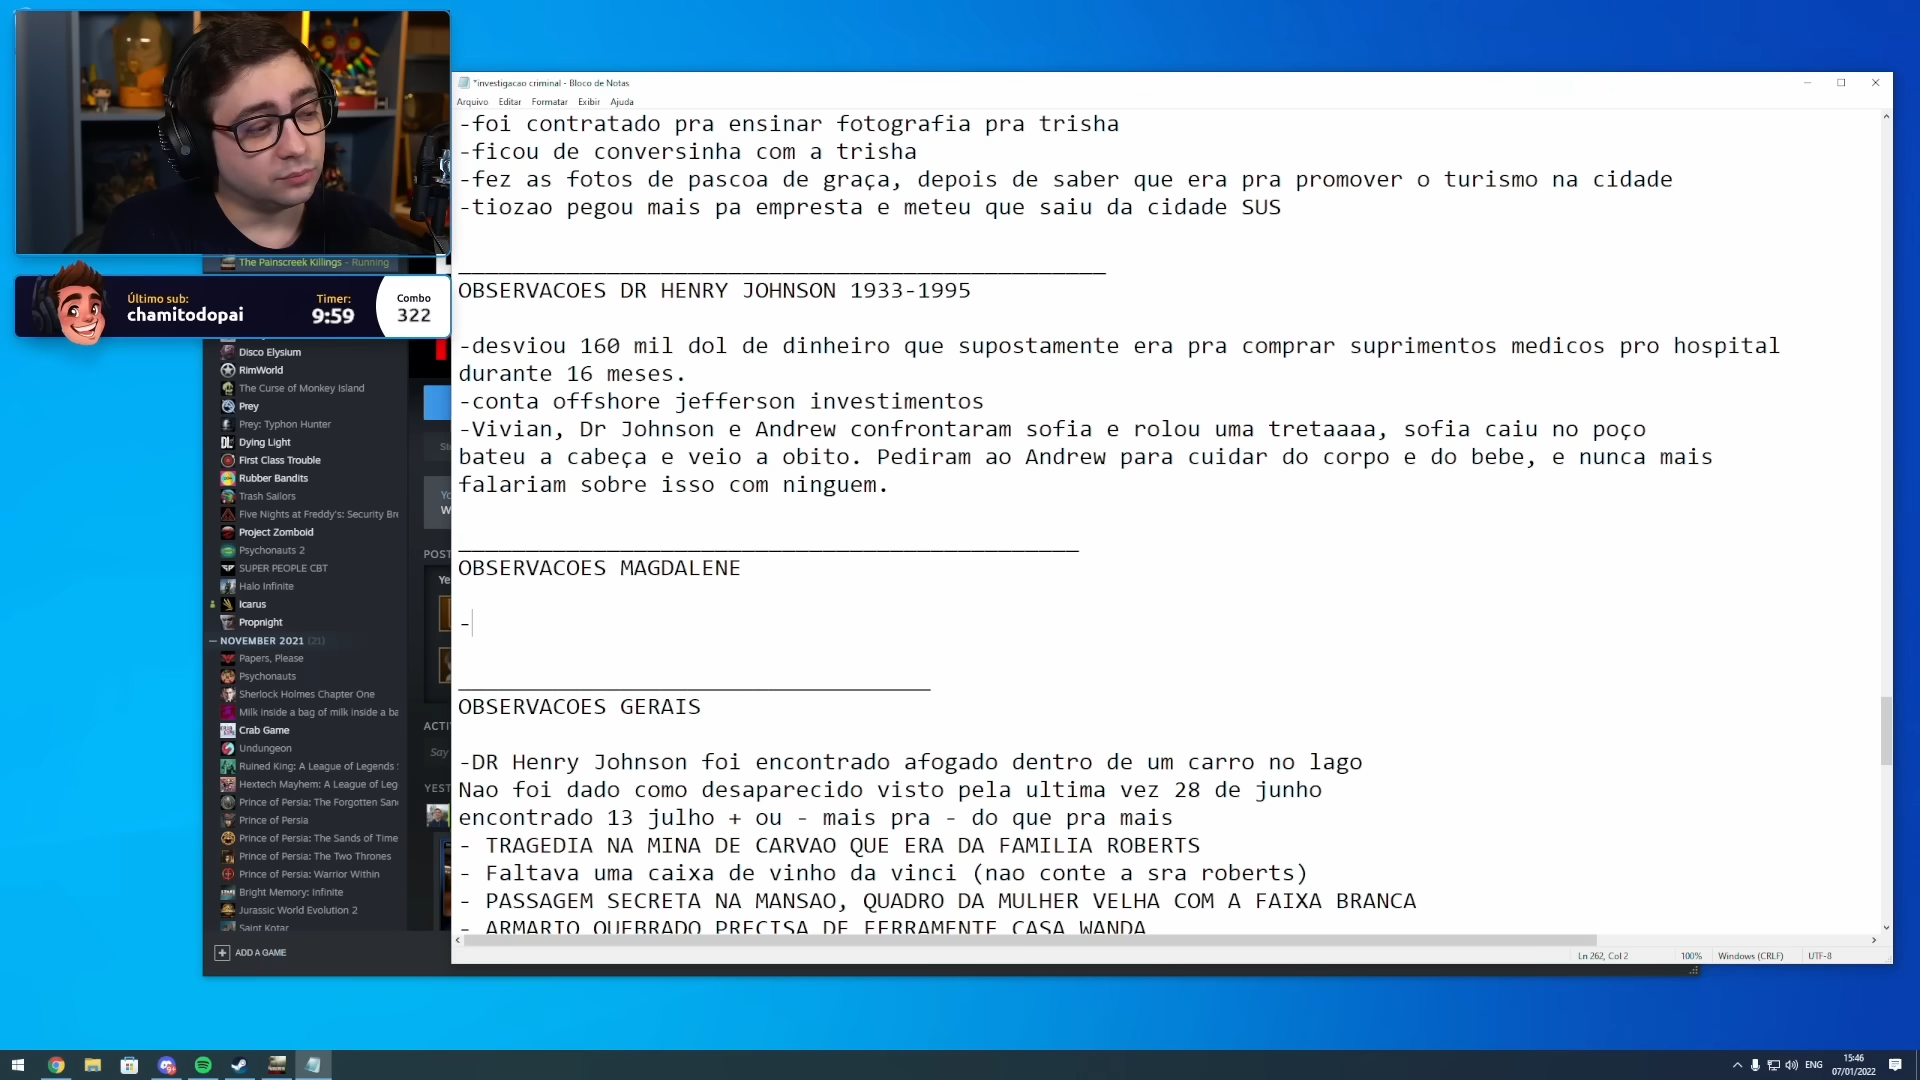 *investigacao criminal - Bloco de Notas
Arquivo Editar Formatar Exibir Ajuda
-foi contratado pra ensinar fotografia pra trisha
-ficou de conversinha com a trisha
-fez as fotos de pascoa de graça, depois de saber que era pra promover o turismo na cidade
-tiozao pegou mais pa empresta e meteu que saiu da cidade SUS
OBSERVACOES DR HENRY JOHNSON 1933-1995
-desviou 160 mil dol de dinheiro que supostamente era pra comprar suprimentos medicos pro hospital
durante 16 meses.
-conta offshore jefferson investimentos
-Vivian, Dr Johnson e Andrew confrontaram sofia e rolou uma tretaaaa, sofia caiu no poço
bateu a cabeça e veio a obito. Pediram ao Andrew para cuidar do corpo e do bebe, e nunca mais
falariam sobre isso com ninguem.
OBSERVACOES MAGDALENE
-
OBSERVACOES GERAIS
-DR Henry Johnson foi encontrado afogado dentro de um carro no lago
Nao foi dado como desaparecido visto pela ultima vez 28 de junho
encontrado 13 julho + ou - mais pra - do que pra mais
- TRAGEDIA NA MINA DE CARVAO QUE ERA DA FAMILIA ROBERTS
- Faltava uma caixa de vinho da vinci (nao conte a sra roberts)
- PASSAGEM SECRETA NA MANSAO, QUADRO DA MULHER VELHA COM A FAIXA BRANCA
- ARMARIO QUEBRADO PRECISA DE FERRAMENTE CASA WANDA
Ln 262, Col 2 100% Windows (CRLF) UTF-8
The Painscreek Killings - Running
Último sub:
chamitodopai
Timer:
9:59
Combo
322
Disco Elysium
RimWorld
The Curse of Monkey Island
Prey
Prey: Typhon Hunter
Dying Light
First Class Trouble
Rubber Bandits
Trash Sailors
Five Nights at Freddy's: Security Bre
Project Zomboid
Psychonauts 2
SUPER PEOPLE CBT
Halo Infinite
Icarus
Propnight
NOVEMBER 2021 (21)
Papers, Please
Psychonauts
Sherlock Holmes Chapter One
Milk inside a bag of milk inside a ba
Crab Game
Undungeon
Ruined King: A League of Legends
Hextech Mayhem: A League of Leg
Prince of Persia: The Forgotten San
Prince of Persia
Prince of Persia: The Sands of Time
Prince of Persia: The Two Thrones
Prince of Persia: Warrior Within
Bright Memory: Infinite
Jurassic World Evolution 2
Saint Kotar
ADD A GAME
POST
ACTI
Say
YEST
ENG
15:46
07/01/2022